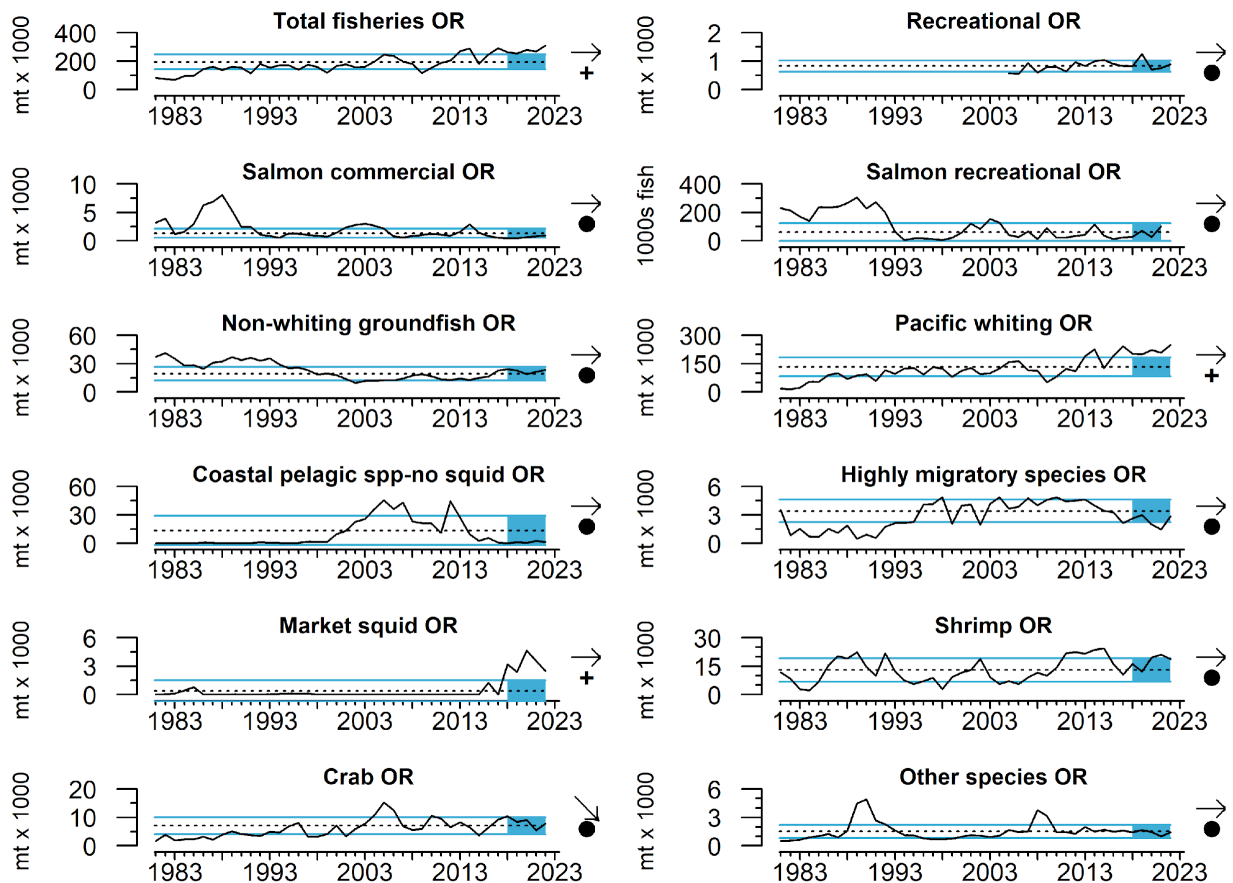 Total fisheries OR
mt x 1000
400
200
0
1983 1993 2003 2013 2023
+
Recreational OR
mt x 1000
2
1
0
1983 1993 2003 2013 2023
Salmon commercial OR
mt x 1000
10
5
0
1983 1993 2003 2013 2023
Salmon recreational OR
1000s fish
400
200
0
1983 1993 2003 2013 2023
Non-whiting groundfish OR
mt x 1000
60
30
0
1983 1993 2003 2013 2023
Pacific whiting OR
mt x 1000
300
150
0
1983 1993 2003 2013 2023
+
Coastal pelagic spp-no squid OR
mt x 1000
60
30
0
1983 1993 2003 2013 2023
Highly migratory species OR
mt x 1000
6
3
0
1983 1993 2003 2013 2023
Market squid OR
mt x 1000
6
3
0
1983 1993 2003 2013 2023
+
Shrimp OR
mt x 1000
30
15
0
1983 1993 2003 2013 2023
Crab OR
mt x 1000
20
10
0
1983 1993 2003 2013 2023
Other species OR
mt x 1000
6
3
0
1983 1993 2003 2013 2023